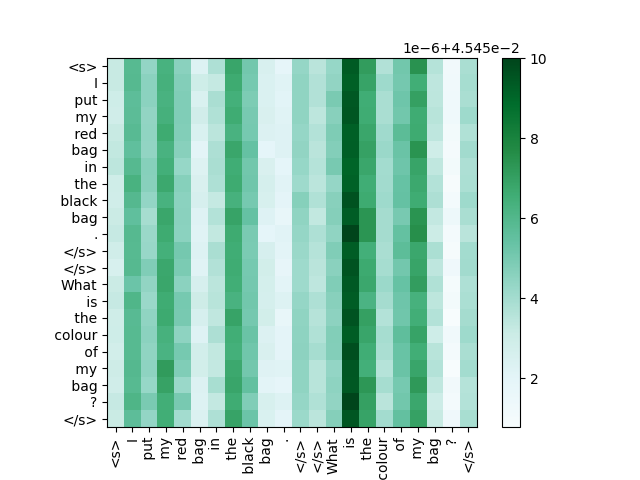 1e-6+4.545e-2
<s>
I
put
my
red
bag
in
the
black
bag
.
</s>
</s>
What
is
the
colour
of
my
bag
?
</s>
10
8
6
4
2
<s>
I
put
my
red
bag
in
the
black
bag
.
</s>
</s>
What
is
the
colour
of
my
bag
?
</s>